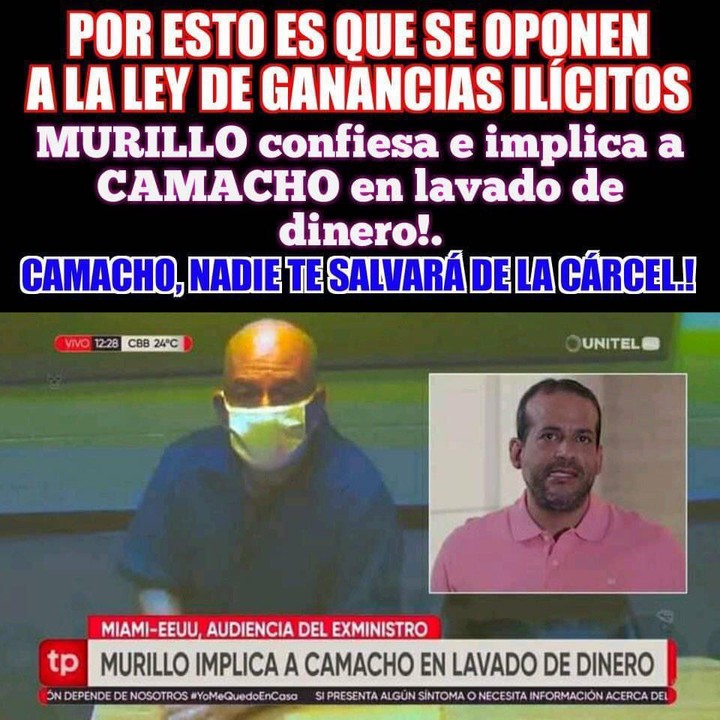 POR ESTO ES QUE SE OPONEN
A LA LEY DE GANANCIAS ILÍCITOS
MURILLO confiesa e implica a
CAMACHO en lavado de
dinero!.
CAMACHO, NADIE TE SALVARÁ DE LA CÁRCEL.!
VIVO 12:28 CBB 24°C
UNITEL
MIAMI-EEUU, AUDIENCIA DEL EXMINISTRO
tp MURILLO IMPLICA A CAMACHO EN LAVADO DE DINERO
ÓN DEPENDE DE NOSOTROS #YoMeQuedoEnCasa SI PRESENTA ALGÚN SÍNTOMA O NECESITA INFORMACIÓN ACERCA DEL